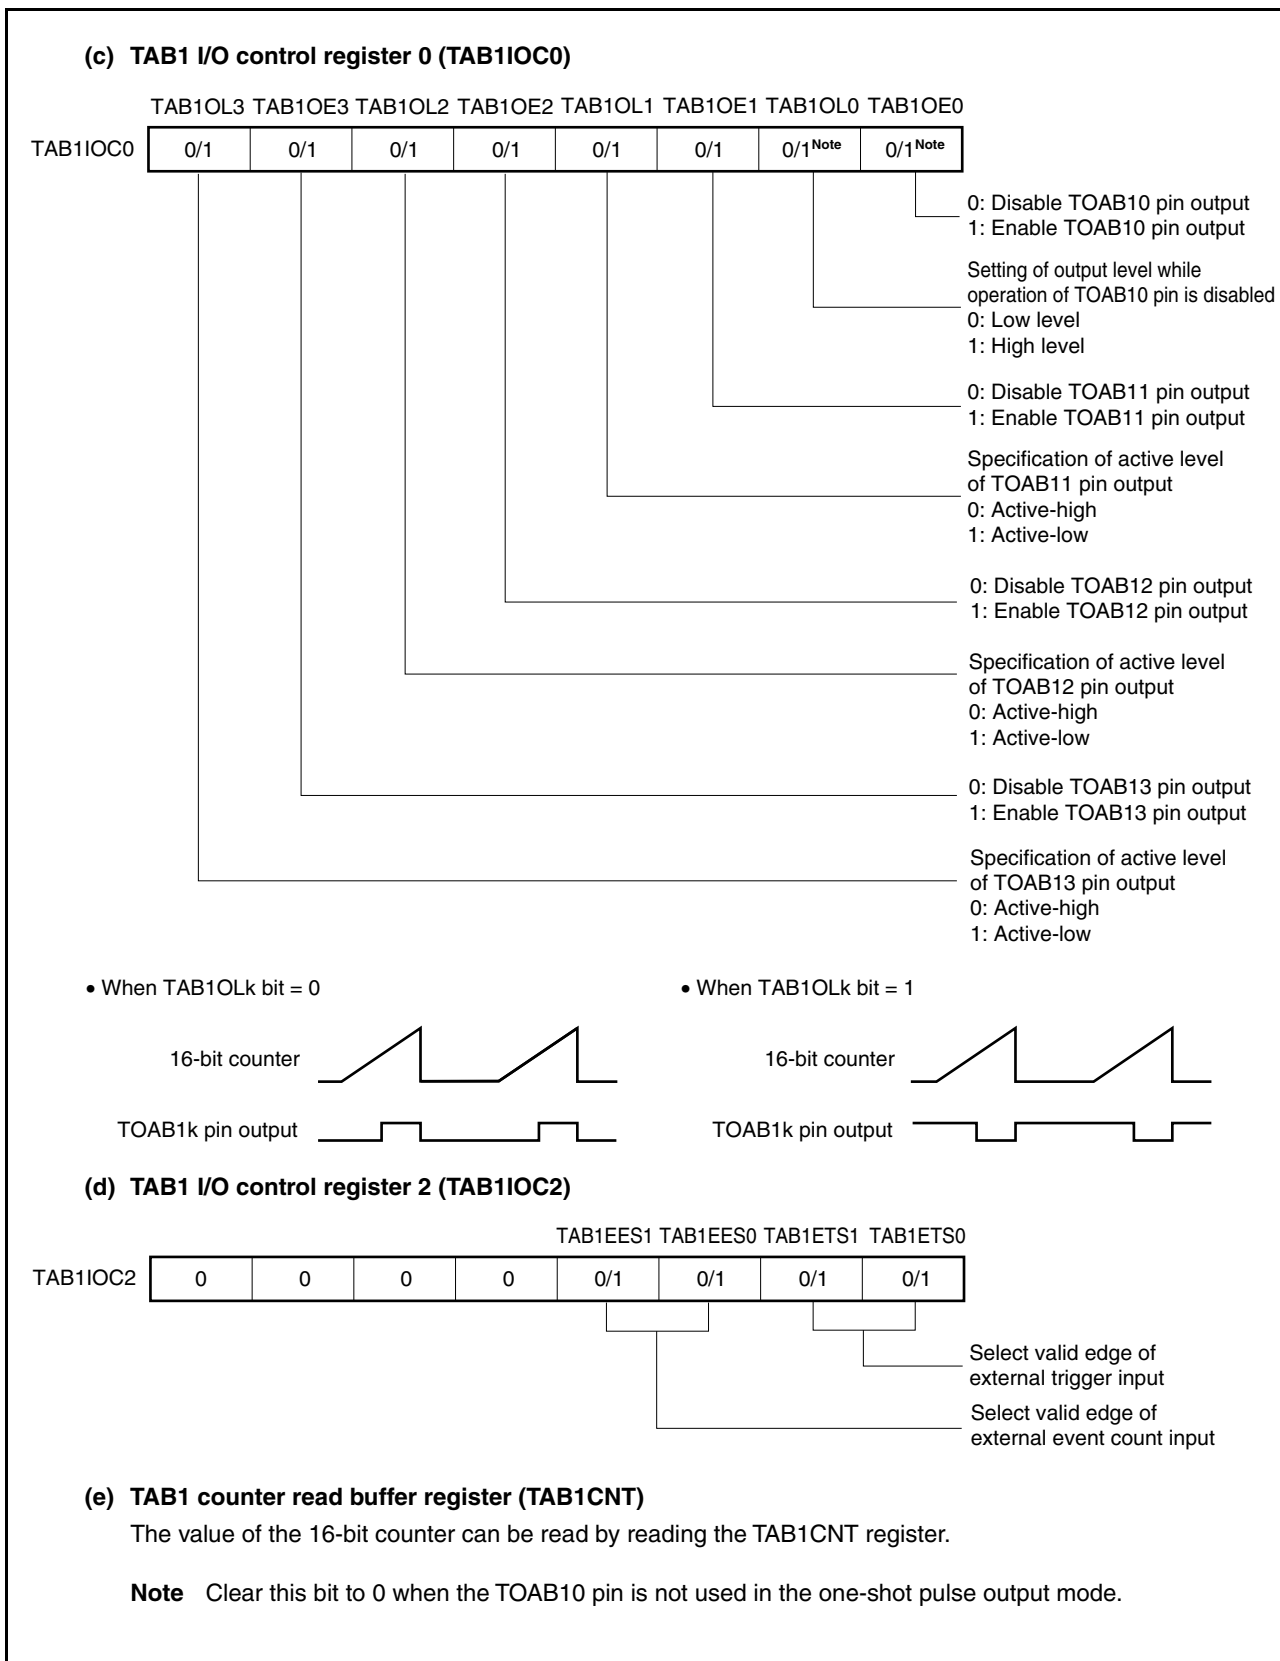 (c) TAB1 I/O control register 0 (TAB1IOC0)
TAB1OL3 TAB1OE3 TAB1OL2 TAB1OE2 TAB1OL1 TAB1OE1 TAB1OL0 TAB1OE0
TAB1IOC0 0/1 0/1 0/1 0/1 0/1 0/1 0/1Note 0/1Note
0: Disable TOAB10 pin output
1: Enable TOAB10 pin output
Setting of output level while
operation of TOAB10 pin is disabled
0: Low level
1: High level
0: Disable TOAB11 pin output
1: Enable TOAB11 pin output
Specification of active level
of TOAB11 pin output
0: Active-high
1: Active-low
0: Disable TOAB12 pin output
1: Enable TOAB12 pin output
Specification of active level
of TOAB12 pin output
0: Active-high
1: Active-low
0: Disable TOAB13 pin output
1: Enable TOAB13 pin output
Specification of active level
of TOAB13 pin output
0: Active-high
1: Active-low
• When TAB1OLk bit = 0
16-bit counter
TOAB1k pin output
• When TAB1OLk bit = 1
16-bit counter
TOAB1k pin output
(d) TAB1 I/O control register 2 (TAB1IOC2)
TAB1EES1 TAB1EES0 TAB1ETS1 TAB1ETS0
TAB1IOC2 0 0 0 0 0/1 0/1 0/1 0/1
Select valid edge of
external trigger input
Select valid edge of
external event count input
(e) TAB1 counter read buffer register (TAB1CNT)
The value of the 16-bit counter can be read by reading the TAB1CNT register.
Note Clear this bit to 0 when the TOAB10 pin is not used in the one-shot pulse output mode.